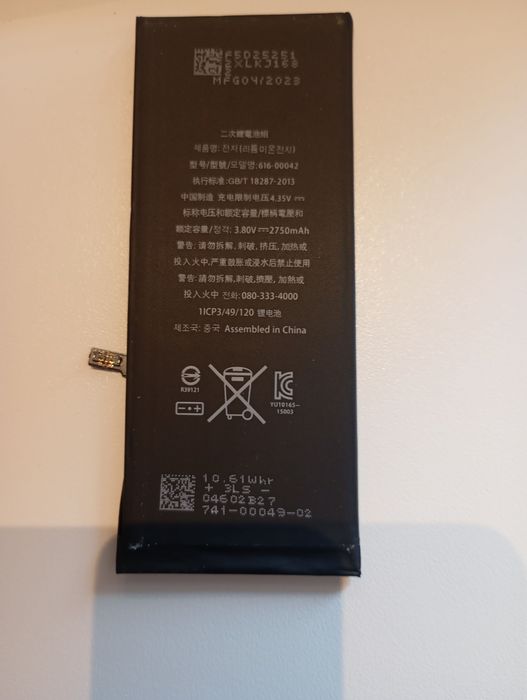 F5D25251
2XLKJ168
MFG04/2023
二次鋰電池組
제품명: 전지 (리튬이온전지)
型号/型號/모델명:616-00042
执行标准:GB/T 18287-2013
中国制造 充电限制电压4.35V⎓
标称电压和额定容量/標稱電壓和
額定容量/정격: 3.80V⎓2750mAh
警告: 请勿拆解, 刺破, 挤压, 加热或
投入火中,严重鼓胀或浸水后禁止使用
警告: 請勿拆解,刺破,擠壓, 加熱或
投入火中 전화:080-333-4000
1ICP3/49/120 锂电池
제조국: 중국 Assembled in China
R39121
YU10165-
15003
10.61Whr
+ 3LS -
04602B27
741-00049-02